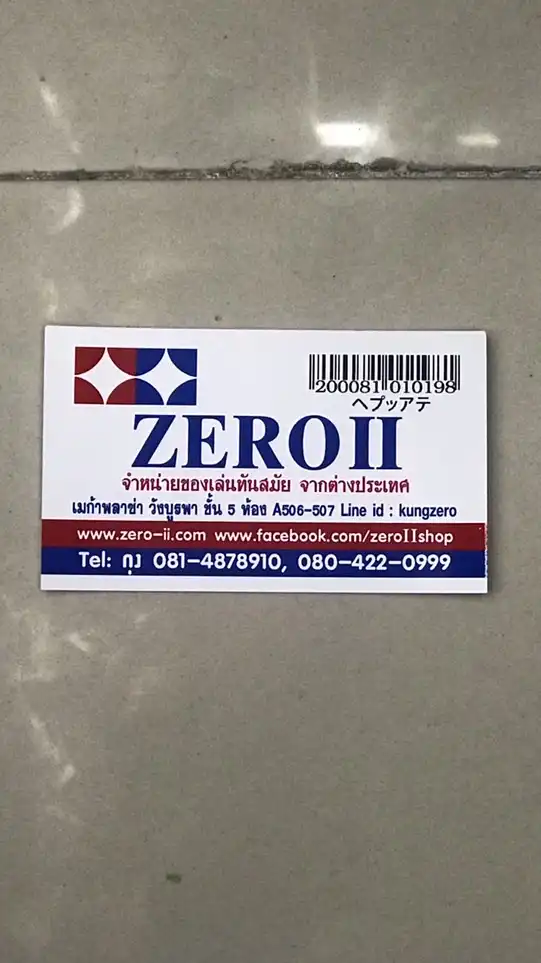 200081 010198
ヘプッアテ
ZERO II
จำหน่ายของเล่นทันสมัย จากต่างประเทศ
เมก้าพลาซ่า วังบูรพา ชั้น 5 ห้อง A506-507 Line id : kungzero
www.zero-ii.com www.facebook.com/zeroIIshop
Tel: กุง 081-4878910, 080-422-0999